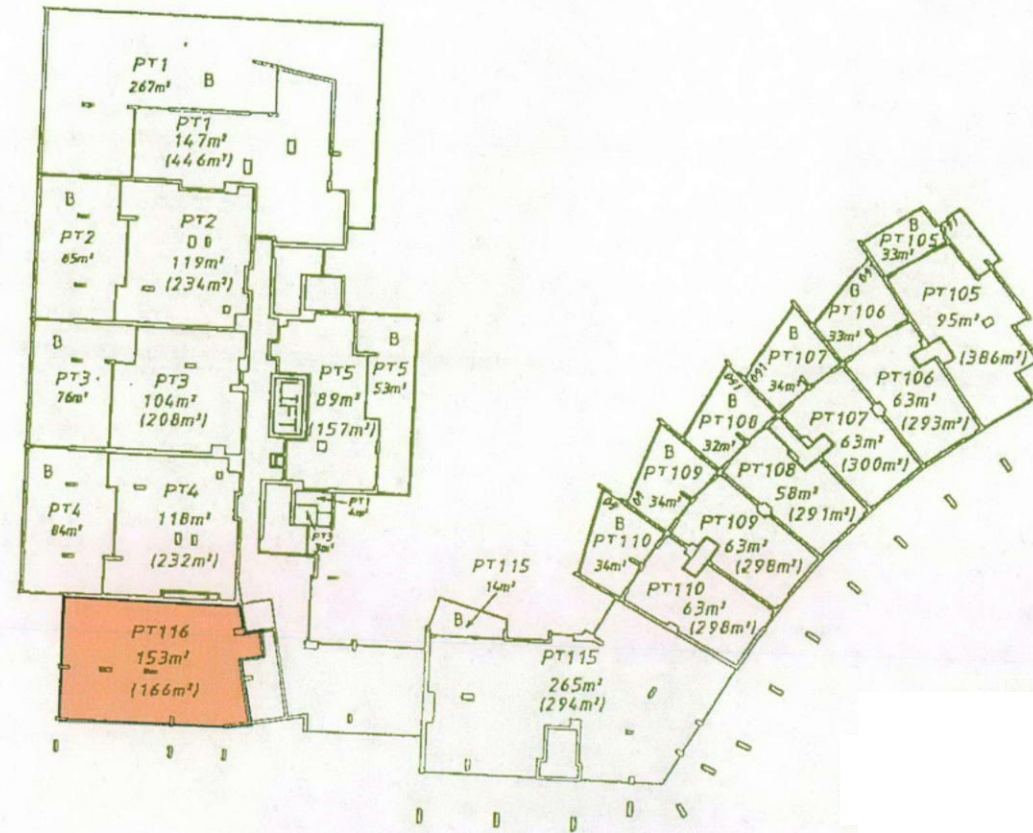 PT1
B
267m²
PT1
147m²
(446m²)
B
PT2
85m²
PT2
119m²
(234m²)
B
PT3
76m²
PT3
104m²
(208m²)
B
PT4
84m²
PT4
118m²
(232m²)
PT5
89m²
(157m²)
B
PT5
53m²
LIFT
PT116
153m²
(166m²)
PT115
14m²
B
PT115
265m²
(294m²)
B
PT105
33m²
PT105
95m²
(386m²)
B
PT106
33m²
PT106
63m²
(293m²)
B
PT107
34m²
PT107
63m²
(300m²)
B
PT108
32m²
PT108
58m²
(291m²)
B
PT109
34m²
PT109
63m²
(298m²)
B
PT110
34m²
PT110
63m²
(298m²)